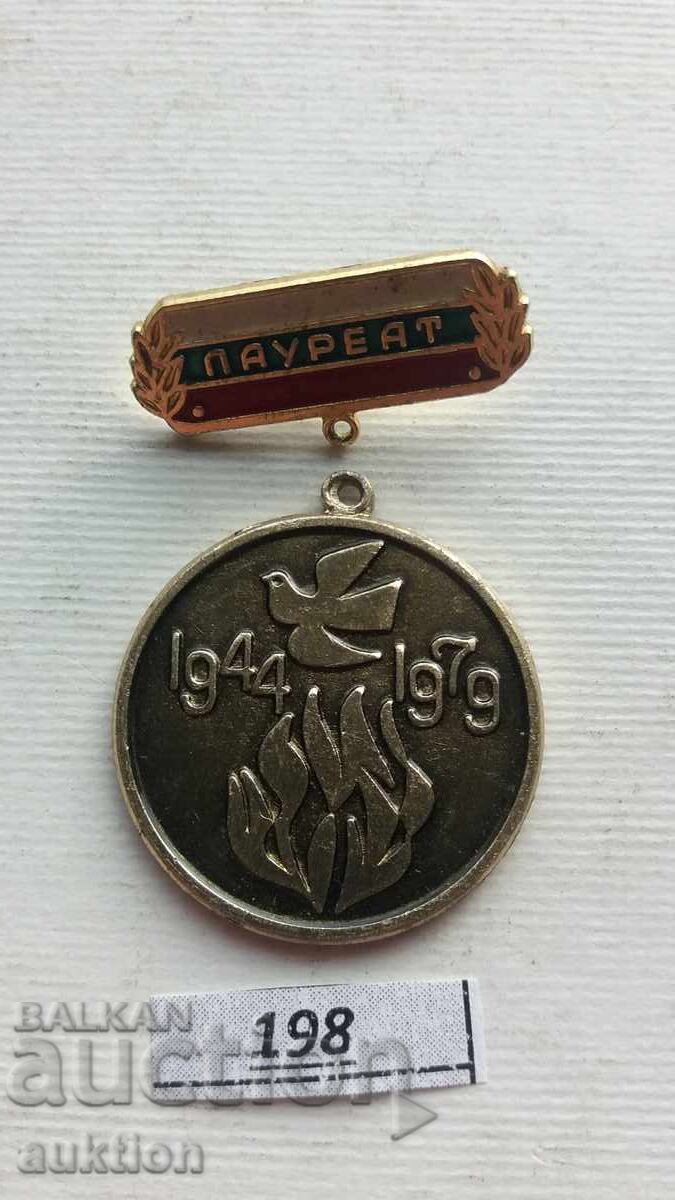 ЛАУРЕАТ
1944 1979
198
BALKAN
auction
auktion